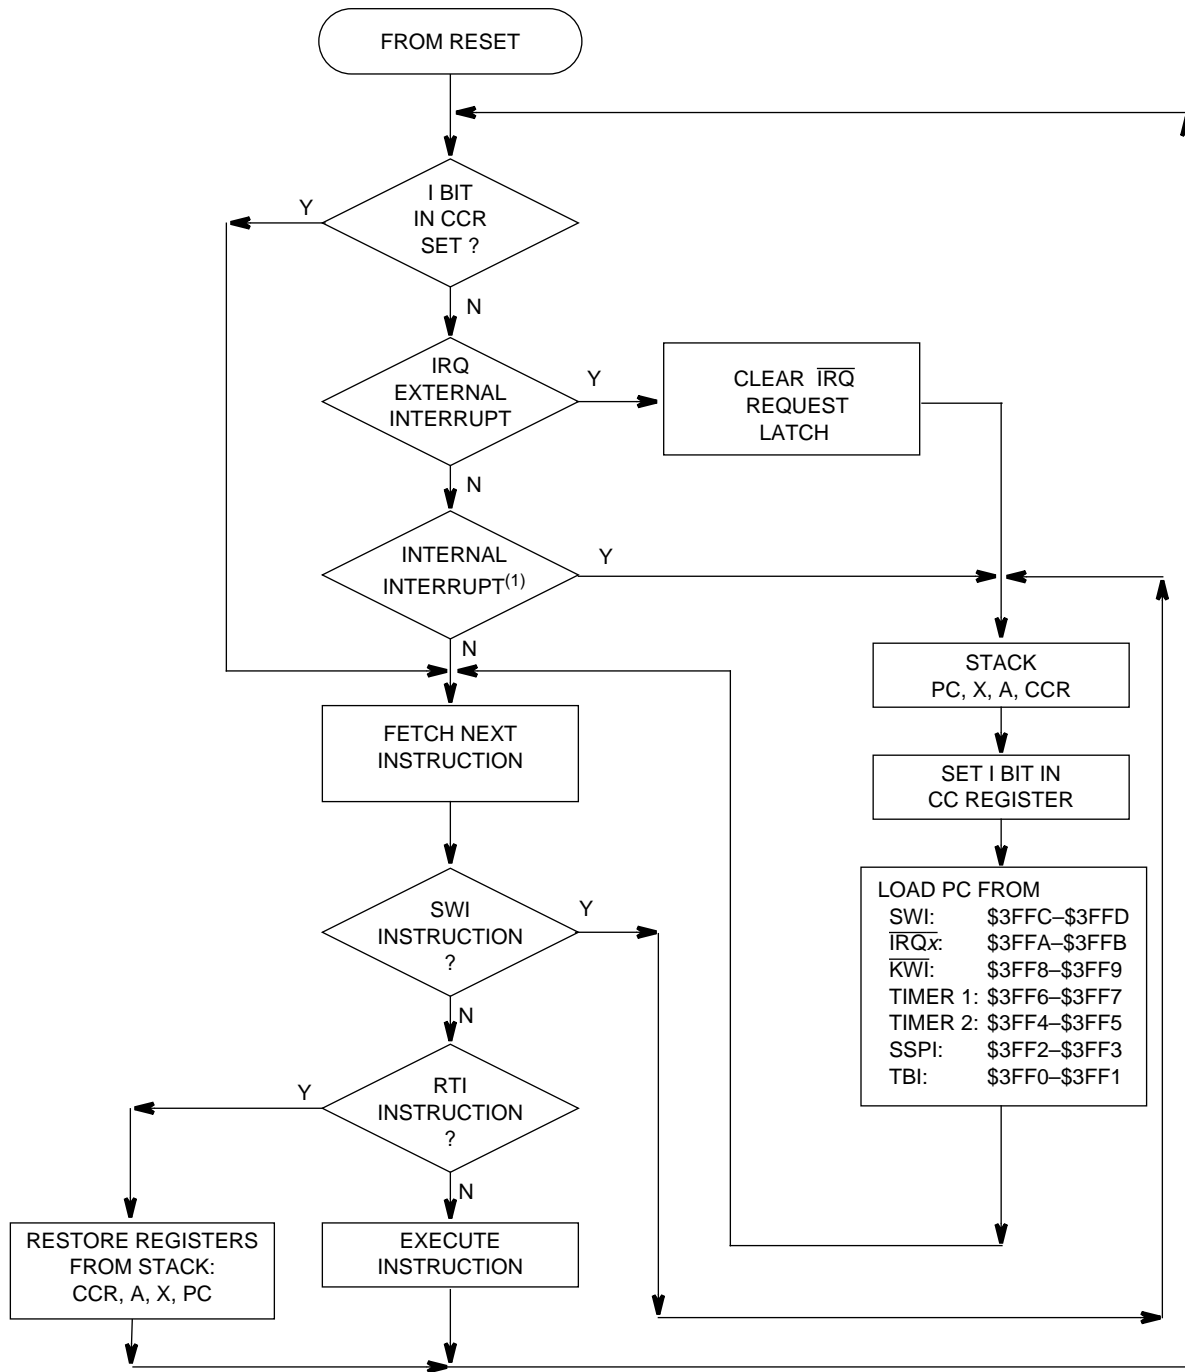 FROM RESET
Y
I BIT
IN CCR
SET ?
N
IRQ
EXTERNAL
INTERRUPT
Y
CLEAR IRQ
REQUEST
LATCH
N
INTERNAL
INTERRUPT(1)
Y
N
STACK
PC, X, A, CCR
FETCH NEXT
INSTRUCTION
SET I BIT IN
CC REGISTER
SWI
INSTRUCTION
?
Y
LOAD PC FROM
SWI: $3FFC–$3FFD
IRQx: $3FFA–$3FFB
KWI: $3FF8–$3FF9
TIMER 1: $3FF6–$3FF7
TIMER 2: $3FF4–$3FF5
SSPI: $3FF2–$3FF3
TBI: $3FF0–$3FF1
N
Y
RTI
INSTRUCTION
?
N
RESTORE REGISTERS
FROM STACK:
CCR, A, X, PC
EXECUTE
INSTRUCTION